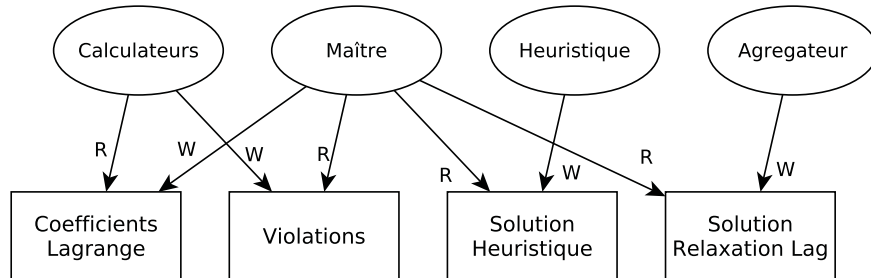 Calculateurs
Maître
Heuristique
Agregateur
R
W
W
R
R
W
R
W
Coefficients
Lagrange
Violations
Solution
Heuristique
Solution
Relaxation Lag